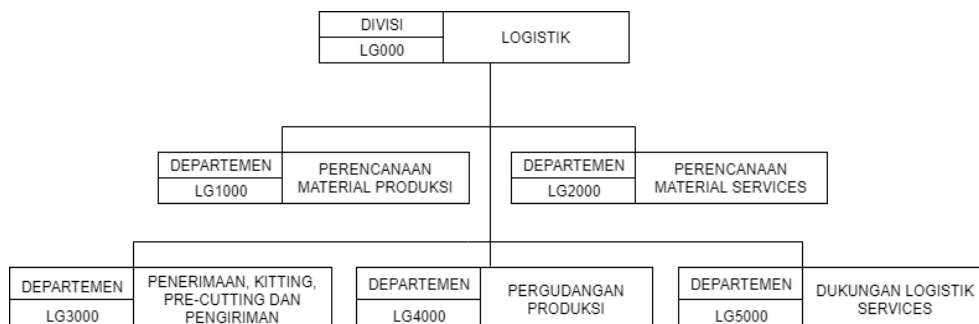 DIVISI
LG000
LOGISTIK
DEPARTEMEN
LG1000
PERENCANAAN
MATERIAL PRODUKSI
DEPARTEMEN
LG2000
PERENCANAAN
MATERIAL SERVICES
DEPARTEMEN
LG3000
PENERIMAAN, KITTING,
PRE-CUTTING DAN
PENGIRIMAN
DEPARTEMEN
LG4000
PERGUDANGAN
PRODUKSI
DEPARTEMEN
LG5000
DUKUNGAN LOGISTIK
SERVICES